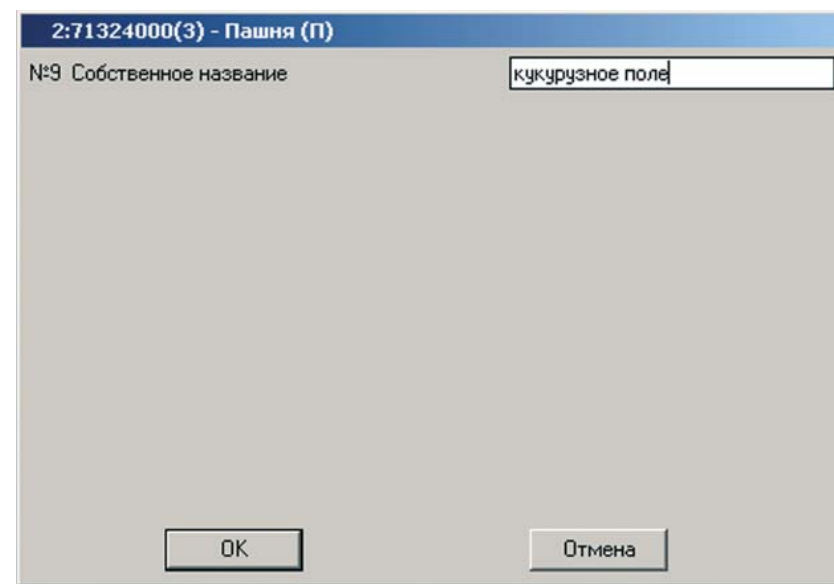 2:71324000(3) - Пашня (П)
№9 Собственное название кукурузное поле
OK Отмена